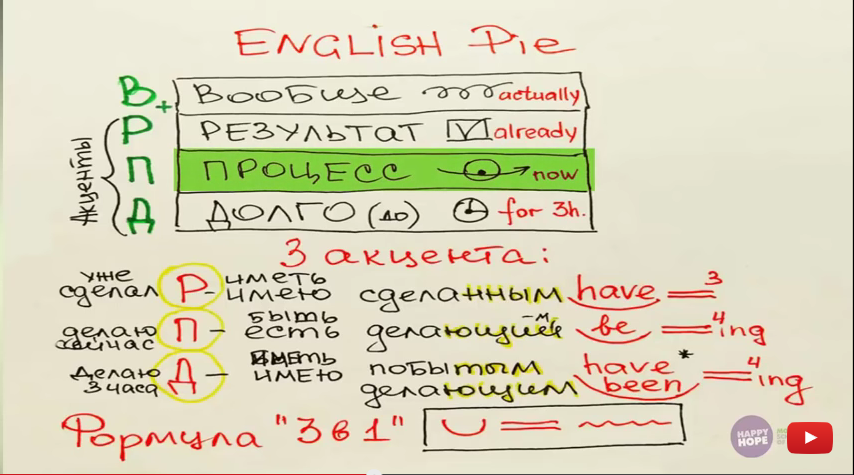 ENGLISH Pie
В+ Вообще actually
Акценты
Р РЕЗУЛЬТАТ V already
П ПРОЦЕСС now
Д ДОЛГО (до) for 3h.
3 акцента:
уже сделал Р - иметь имею сделанным have 3
делаю сейчас П - быть есть делающий -м be 4 ing
делаю 3 часа Д - иметь имею побытым делающим have been * 4 ing
Формула "3 в 1"
HAPPY HOPE